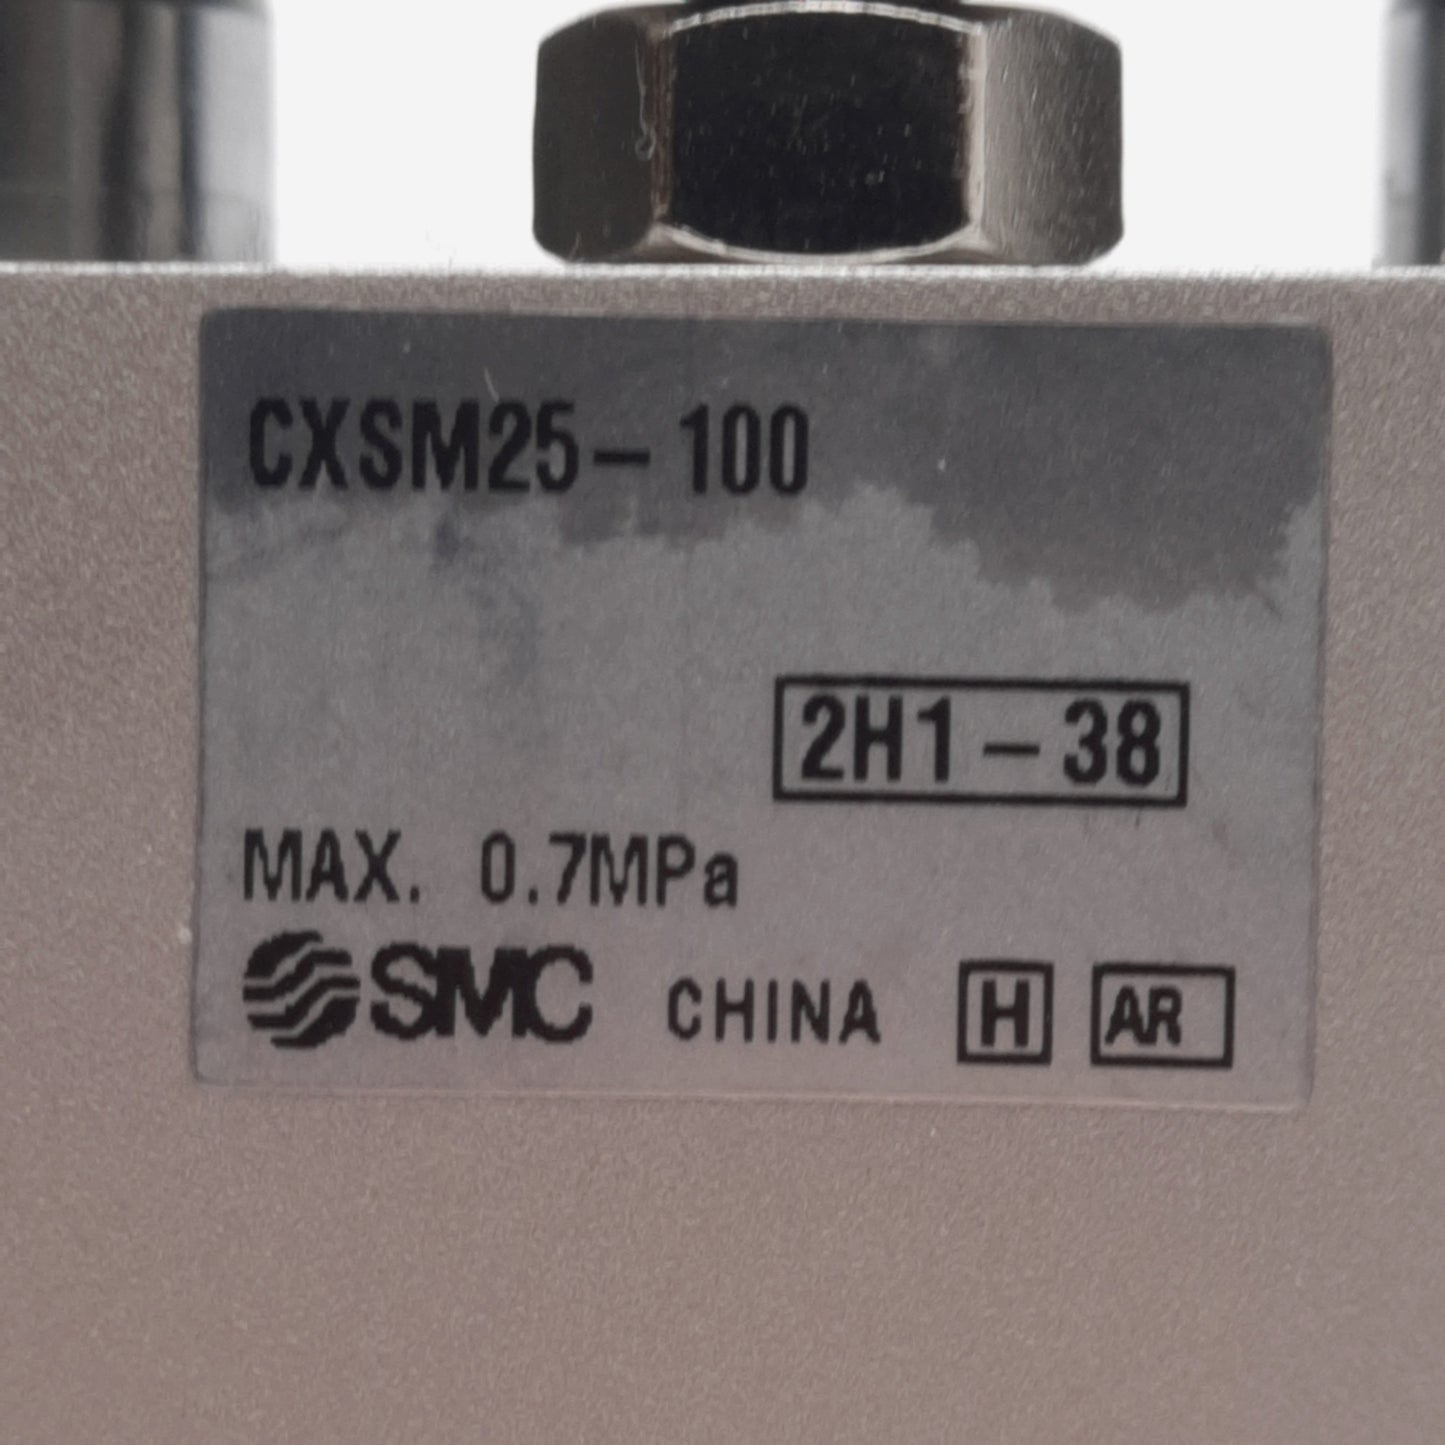 CXSM25-100
2H1-38
MAX. 0.7MPa
SMC CHINA H AR